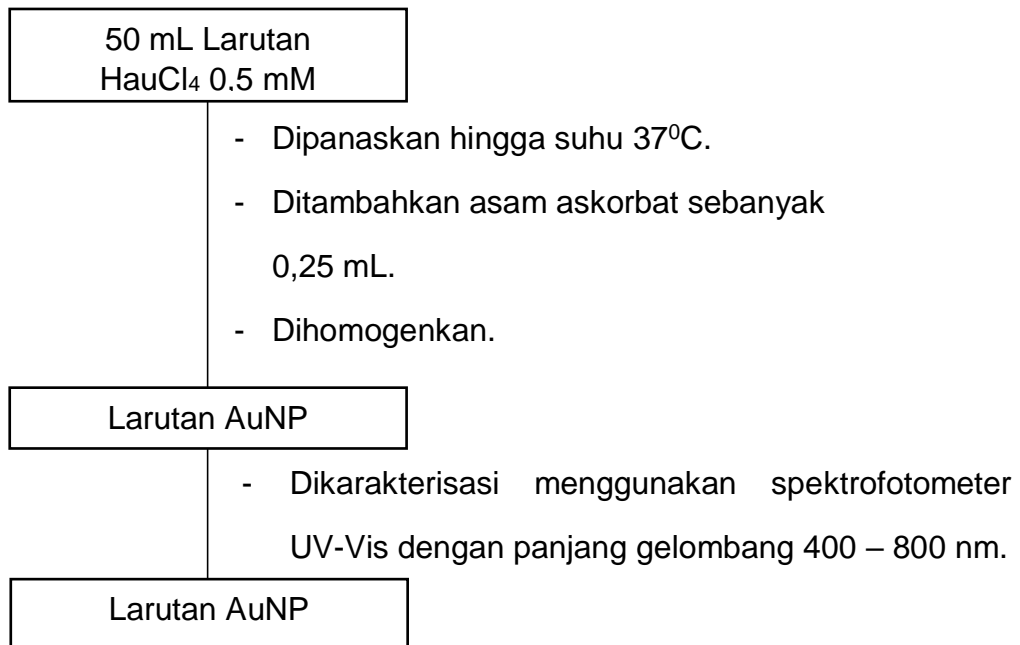 50 mL Larutan
HauCl₄ 0.5 mM
- Dipanaskan hingga suhu 37⁰C.
- Ditambahkan asam askorbat sebanyak
0,25 mL.
- Dihomogenkan.
Larutan AuNP
- Dikarakterisasi menggunakan spektrofotometer
UV-Vis dengan panjang gelombang 400 – 800 nm.
Larutan AuNP